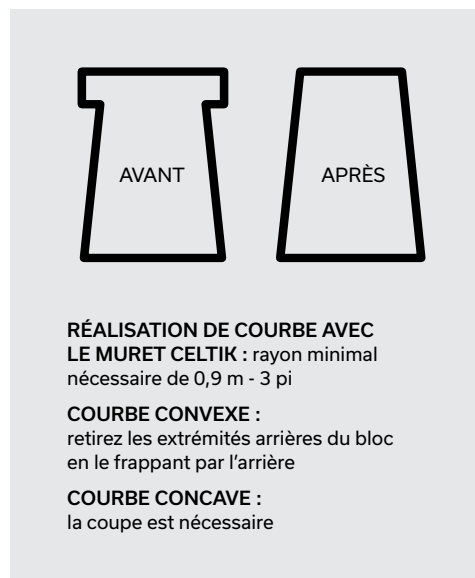 AVANT APRÈS
RÉALISATION DE COURBE AVEC
LE MURET CELTIK : rayon minimal
nécessaire de 0,9 m - 3 pi
COURBE CONVEXE :
retirez les extrémités arrières du bloc
en le frappant par l’arrière
COURBE CONCAVE :
la coupe est nécessaire